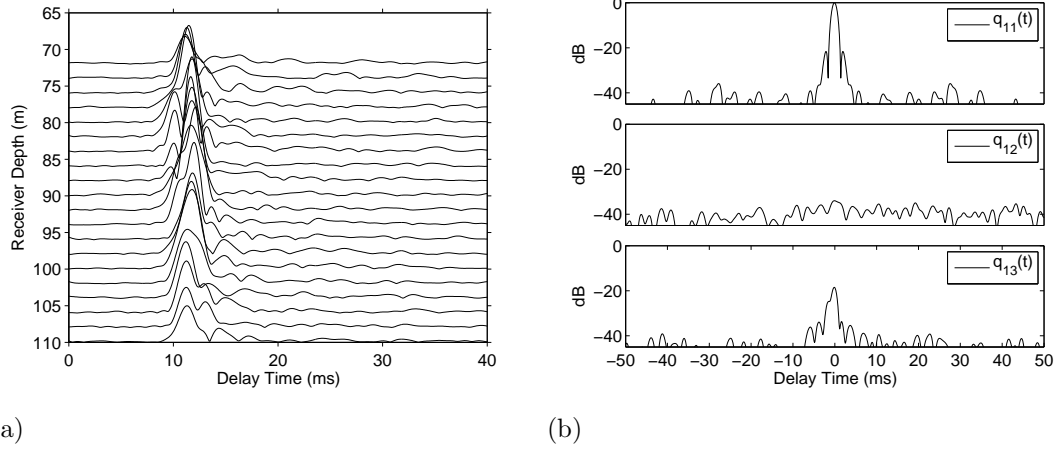 65
70
75
80
85
90
95
100
105
110
Receiver Depth (m)
0 10 20 30 40
Delay Time (ms)
a)
0
−20
−40
dB
q11(t)
0
−20
−40
dB
q12(t)
0
−20
−40
dB
q13(t)
−50 −40 −30 −20 −10 0 10 20 30 40 50
Delay Time (ms)
(b)